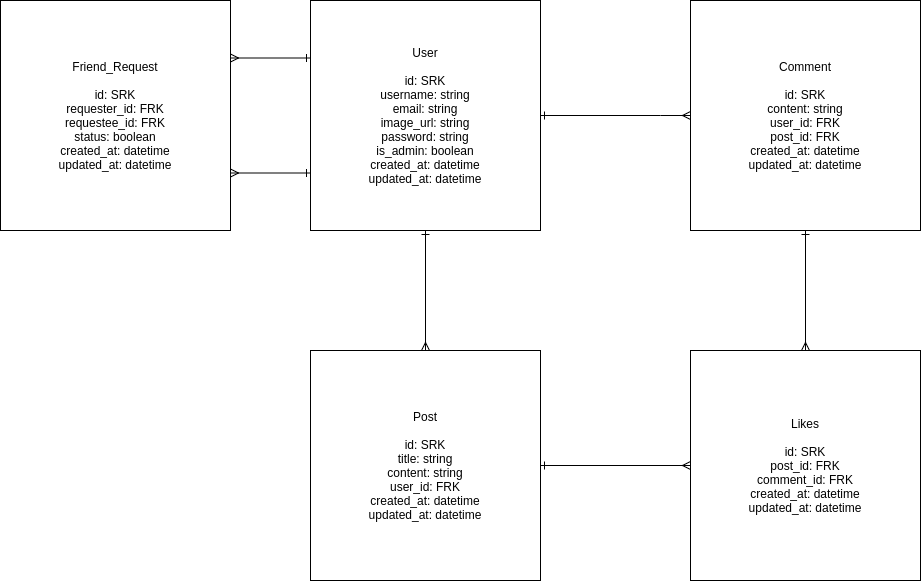 Friend_Request
id: SRK
requester_id: FRK
requestee_id: FRK
status: boolean
created_at: datetime
updated_at: datetime
User
id: SRK
username: string
email: string
image_url: string
password: string
is_admin: boolean
created_at: datetime
updated_at: datetime
Comment
id: SRK
content: string
user_id: FRK
post_id: FRK
created_at: datetime
updated_at: datetime
Post
id: SRK
title: string
content: string
user_id: FRK
created_at: datetime
updated_at: datetime
Likes
id: SRK
post_id: FRK
comment_id: FRK
created_at: datetime
updated_at: datetime